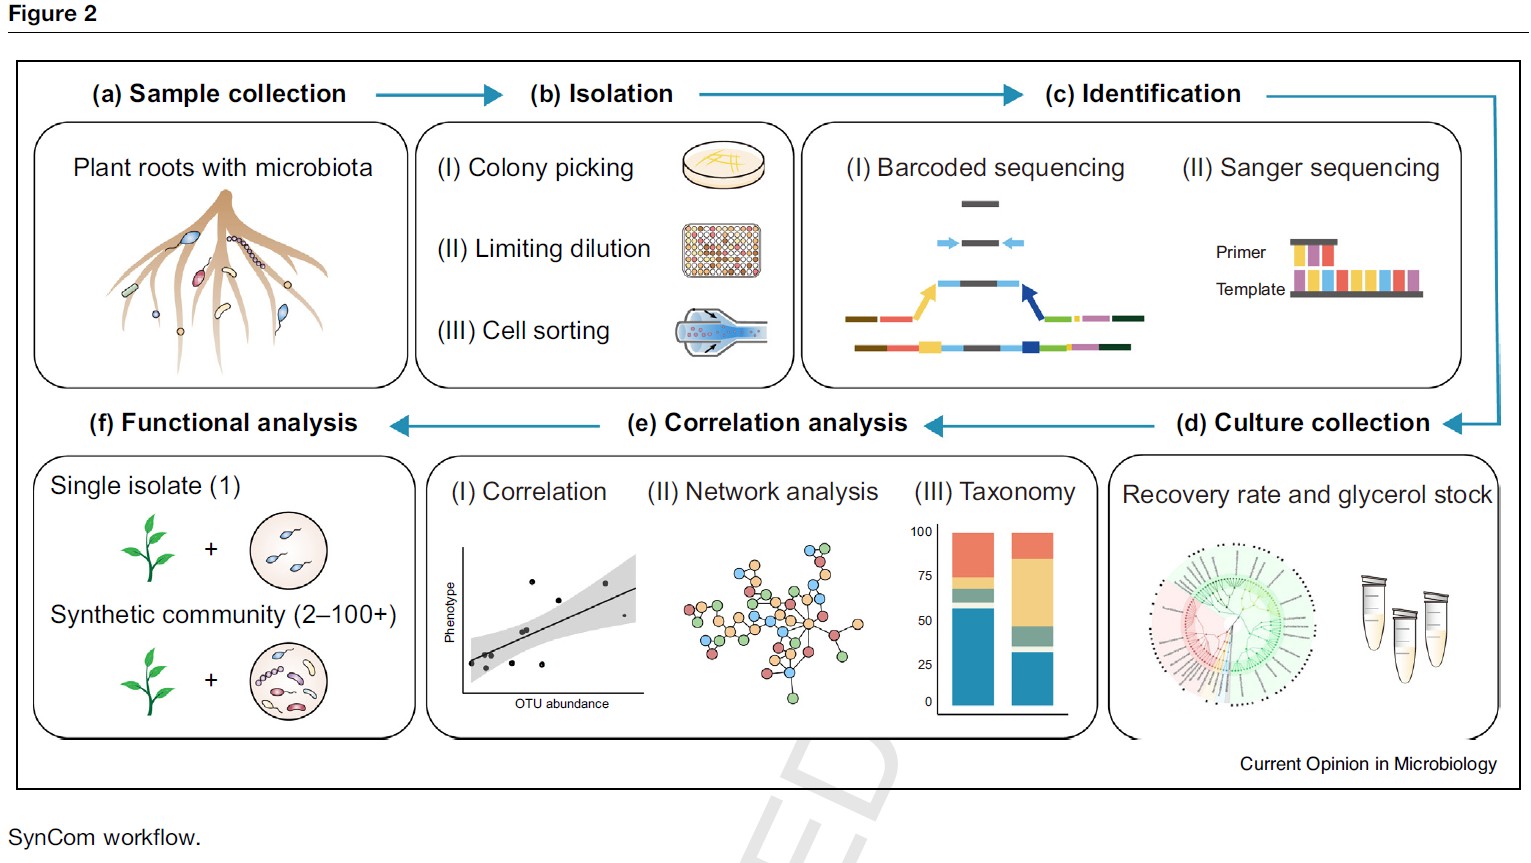 Figure 2
(a) Sample collection
(b) Isolation
(c) Identification
Plant roots with microbiota
(I) Colony picking
(II) Limiting dilution
(III) Cell sorting
(I) Barcoded sequencing
(II) Sanger sequencing
Primer
Template
(f) Functional analysis
(e) Correlation analysis
(d) Culture collection
Single isolate (1)
+
Synthetic community (2–100+)
+
(I) Correlation
Phenotype
OTU abundance
(II) Network analysis
(III) Taxonomy
100
75
50
25
0
Recovery rate and glycerol stock
Current Opinion in Microbiology
SynCom workflow.
ED